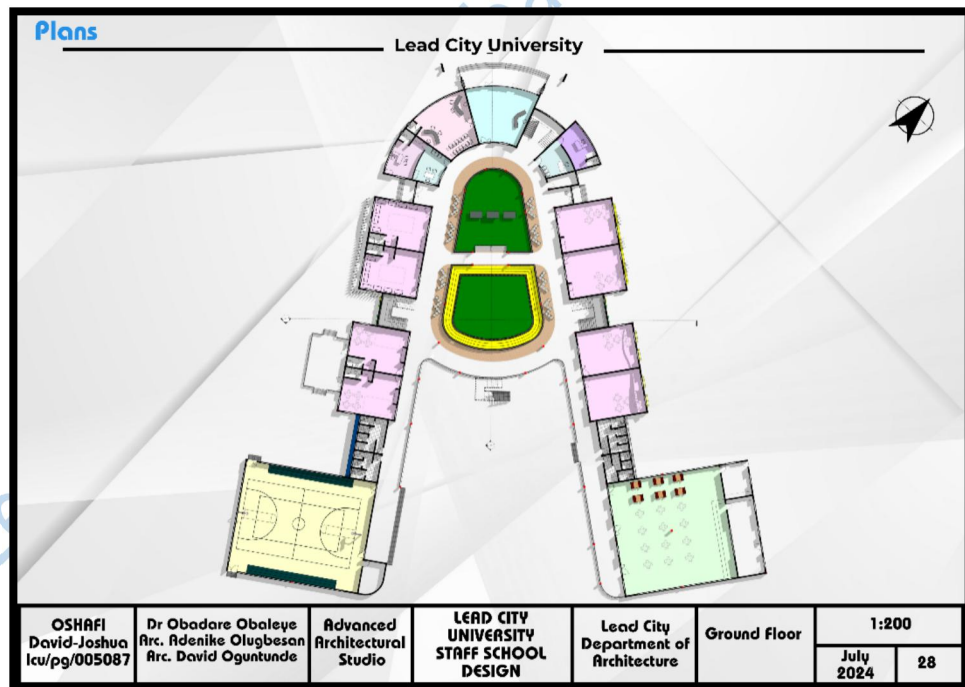 Plans
Lead City University
OSHAFI
David-Joshua
lcu/pg/005087
Dr Obadare Obaleye
Arc. Adenike Olugbesan
Arc. David Oguntunde
Advanced
Architectural
Studio
LEAD CITY
UNIVERSITY
STAFF SCHOOL
DESIGN
Lead City
Department of
Architecture
Ground Floor
1:200
July
2024
28